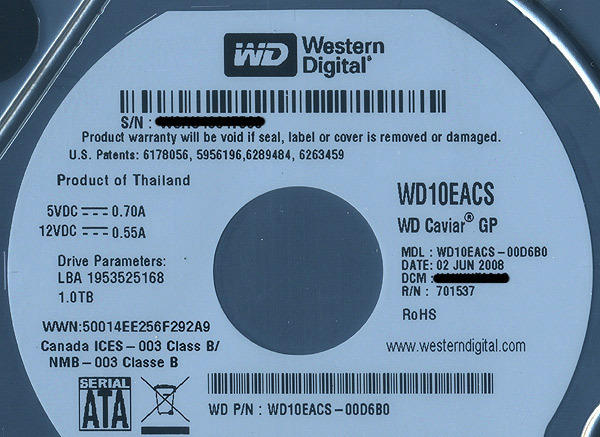 WD Western Digital®
S/N :
Product warranty will be void if seal, label or cover is removed or damaged.
U.S. Patents: 6178056, 5956196,6289484, 6263459
Product of Thailand
5VDC 0.70A
12VDC 0.55A
Drive Parameters:
LBA 1953525168
1.0TB
WWN:50014EE256F292A9
Canada ICES-003 Class B/
NMB-003 Classe B
WD10EACS
WD Caviar® GP
MDL : WD10EACS-00D6B0
DATE: 02 JUN 2008
DCM :
R/N : 701537
RoHS
www.westerndigital.com
SERIAL
ATA
WD P/N : WD10EACS-00D6B0